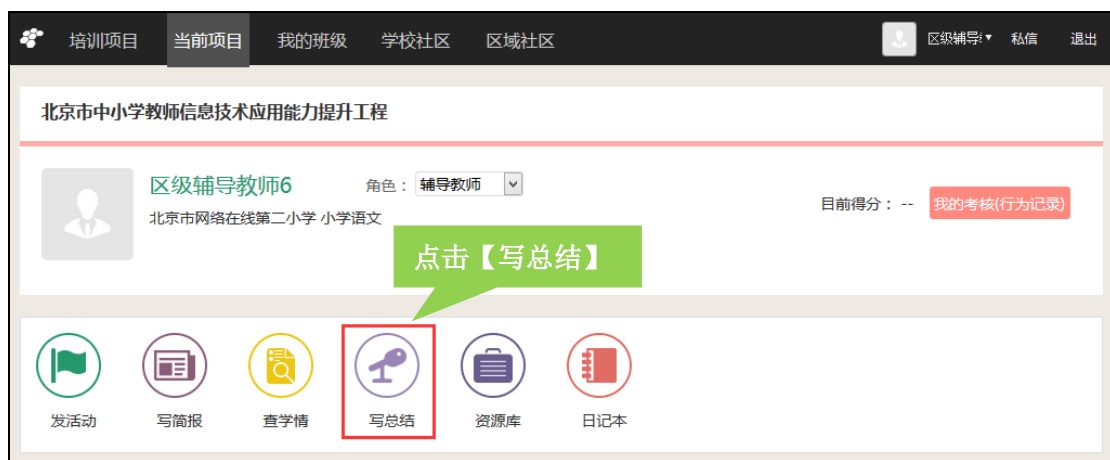 培训项目 当前项目 我的班级 学校社区 区域社区 区级辅导 私信 退出
北京市中小学教师信息技术应用能力提升工程
区级辅导教师6 角色： 辅导教师
目前得分： -- 我的考核(行为记录)
北京市网络在线第二小学 小学语文
点击【写总结】
发活动 写简报 查学情 写总结 资源库 日记本